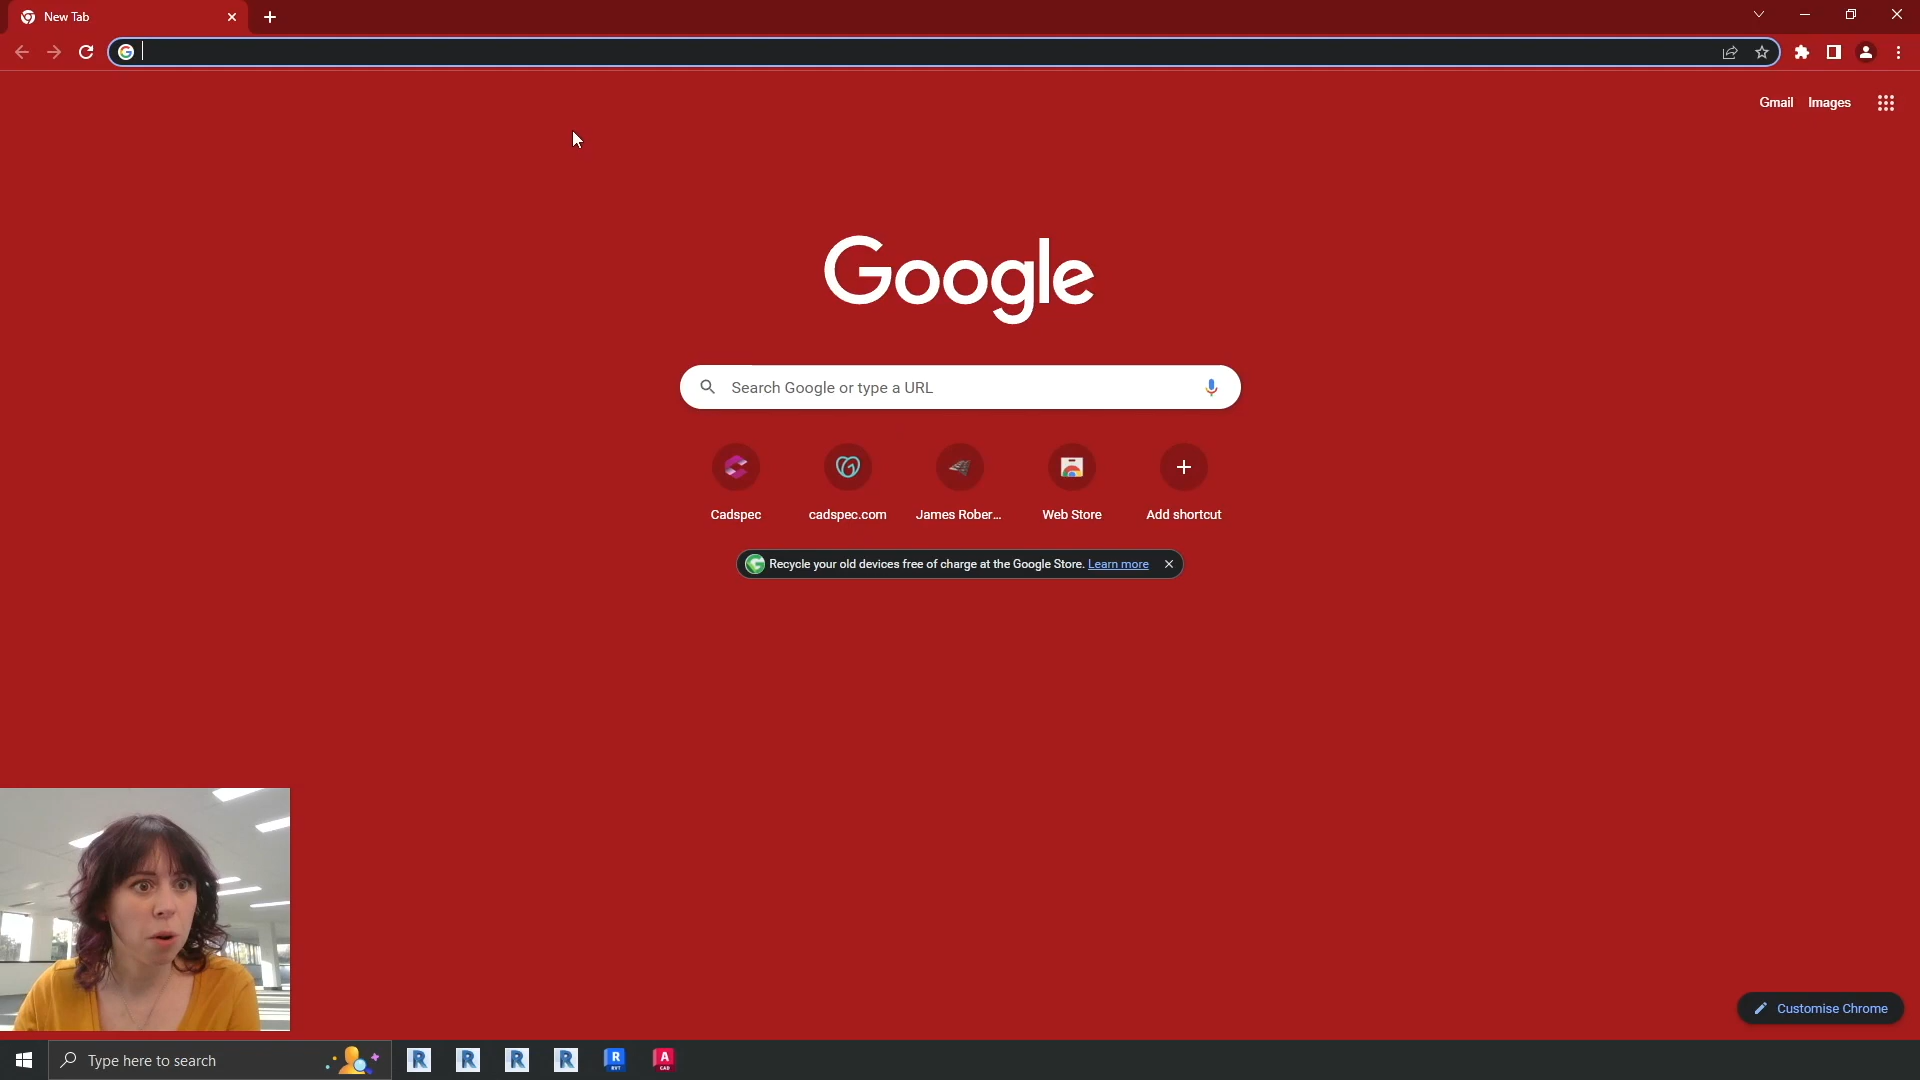 New Tab
Gmail Images
Google
Search Google or type a URL
Cadspec cadspec.com James Rober... Web Store Add shortcut
Recycle your old devices free of charge at the Google Store. Learn more
Customise Chrome
Type here to search
R R R R R RVT A CAD